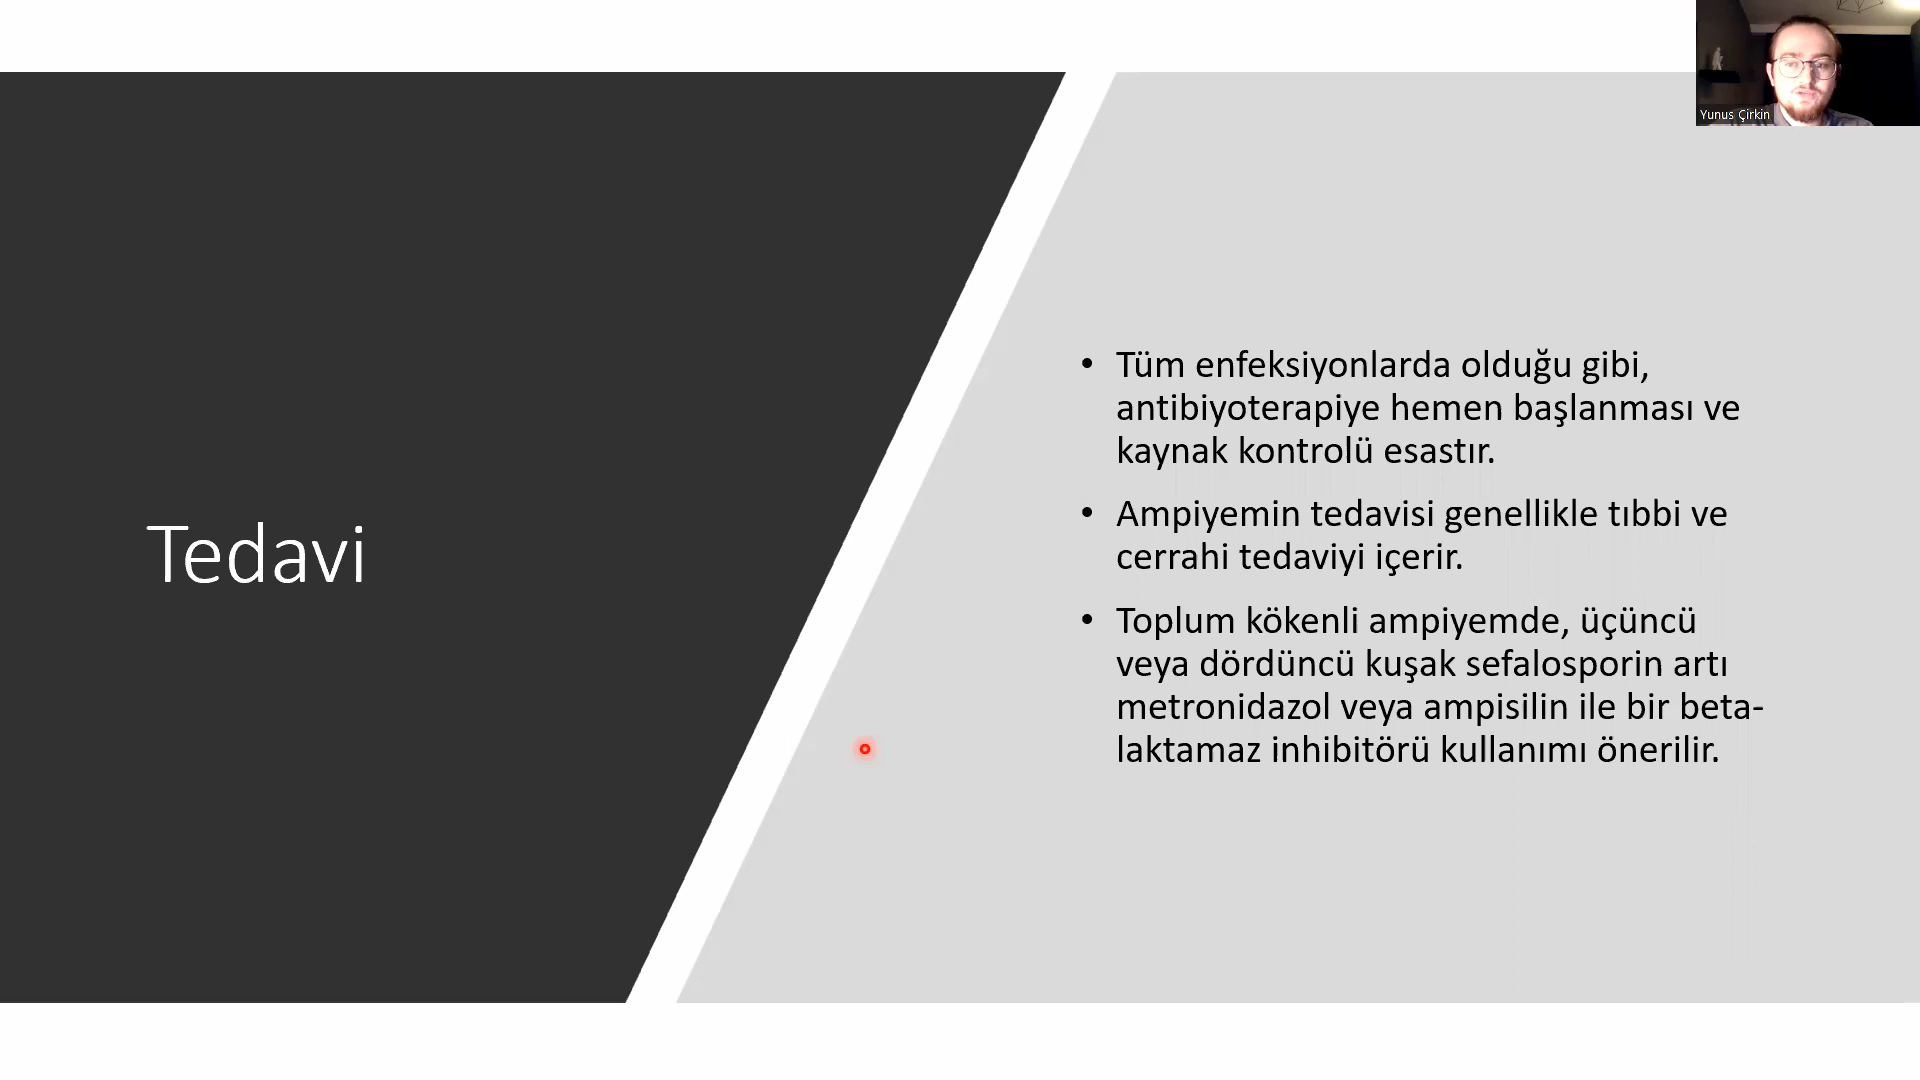 Yunus Çirkin
Tedavi
• Tüm enfeksiyonlarda olduğu gibi,
antibiyoterapiye hemen başlanması ve
kaynak kontrolü esastır.
• Ampiyemin tedavisi genellikle tıbbi ve
cerrahi tedaviyi içerir.
• Toplum kökenli ampiyemde, üçüncü
veya dördüncü kuşak sefalosporin artı
metronidazol veya ampisilin ile bir beta-
laktamaz inhibitörü kullanımı önerilir.